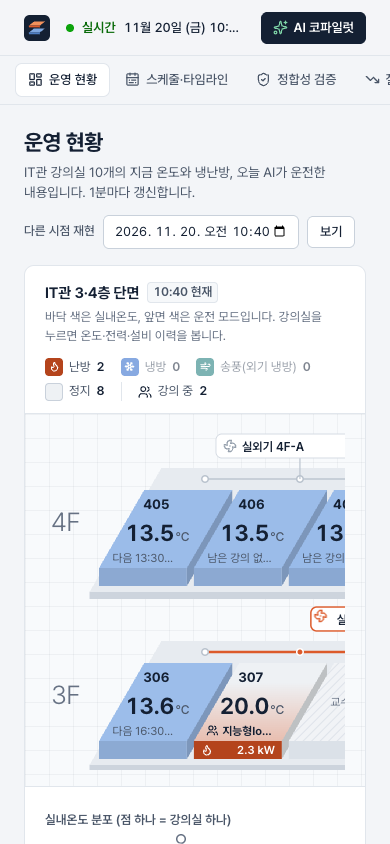 실시간 11월 20일 (금) 10:...
AI 코파일럿
운영 현황
스케줄·타임라인
정합성 검증
운영 현황
IT관 강의실 10개의 지금 온도와 냉난방, 오늘 AI가 운전한
내용입니다. 1분마다 갱신합니다.
다른 시점 재현
2026. 11. 20. 오전 10:40
보기
IT관 3·4층 단면
10:40 현재
바닥 색은 실내온도, 앞면 색은 운전 모드입니다. 강의실을
누르면 온도·전력·설비 이력을 봅니다.
난방 2 냉방 0 송풍(외기 냉방) 0
정지 8 강의 중 2
실외기 4F-A
4F
405
13.5°C
다음 13:30...
406
13.5°C
남은 강의 없...
13
남은
3F
306
13.6°C
다음 16:30...
307
20.0°C
지능형Io...
2.3 kW
실내온도 분포 (점 하나 = 강의실 하나)